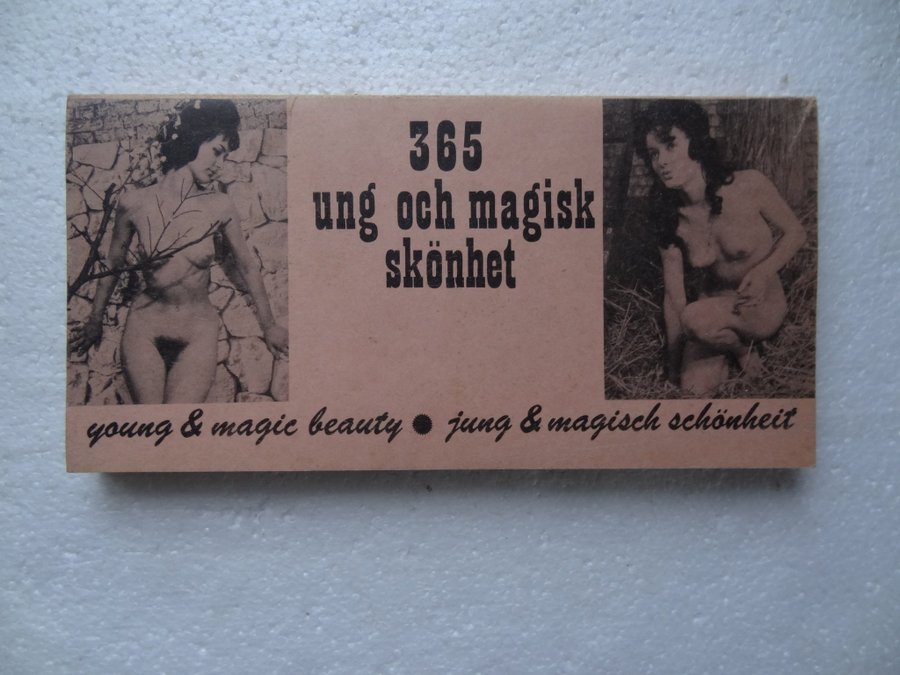 365
ung och magisk
skönhet
young & magic beauty ● jung & magisch schönheit